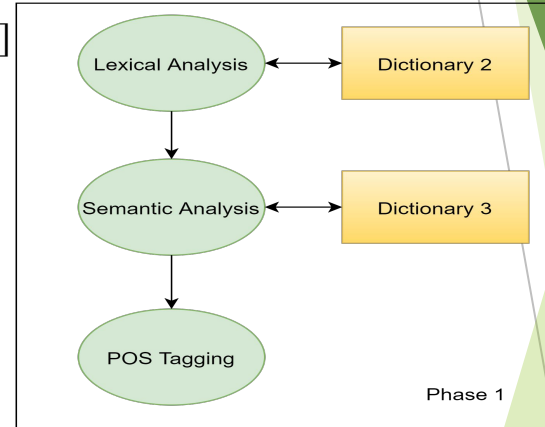 ]
Lexical Analysis
Dictionary 2
Semantic Analysis
Dictionary 3
POS Tagging
Phase 1